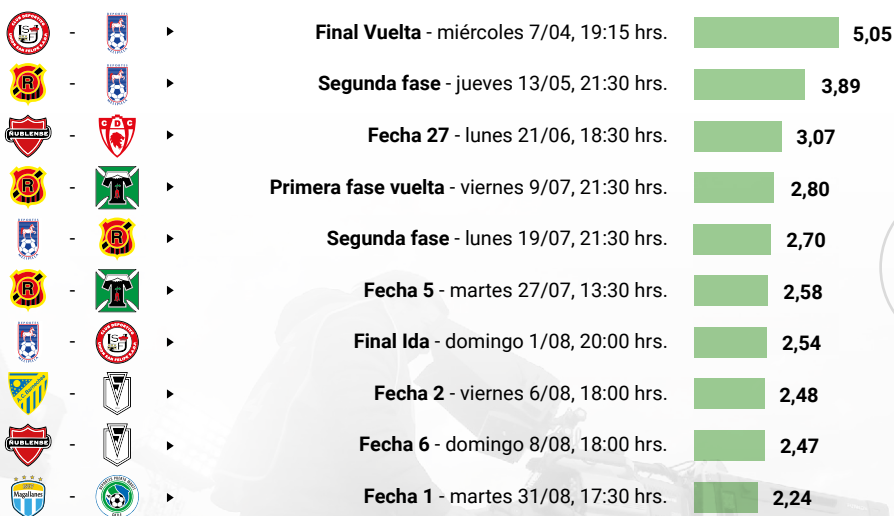 Final Vuelta - miércoles 7/04, 19:15 hrs. 5,05
Segunda fase - jueves 13/05, 21:30 hrs. 3,89
ÑUBLENSE CDC Fecha 27 - lunes 21/06, 18:30 hrs. 3,07
Primera fase vuelta - viernes 9/07, 21:30 hrs. 2,80
Segunda fase - lunes 19/07, 21:30 hrs. 2,70
Fecha 5 - martes 27/07, 13:30 hrs. 2,58
Final Ida - domingo 1/08, 20:00 hrs. 2,54
Fecha 2 - viernes 6/08, 18:00 hrs. 2,48
ÑUBLENSE Fecha 6 - domingo 8/08, 18:00 hrs. 2,47
Magallanes Fecha 1 - martes 31/08, 17:30 hrs. 2,24